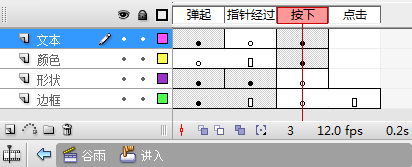 弹起 指针经过 按下 点击
文本
颜色
形状
边框
3 12.0 fps 0.2s
谷雨 讲入